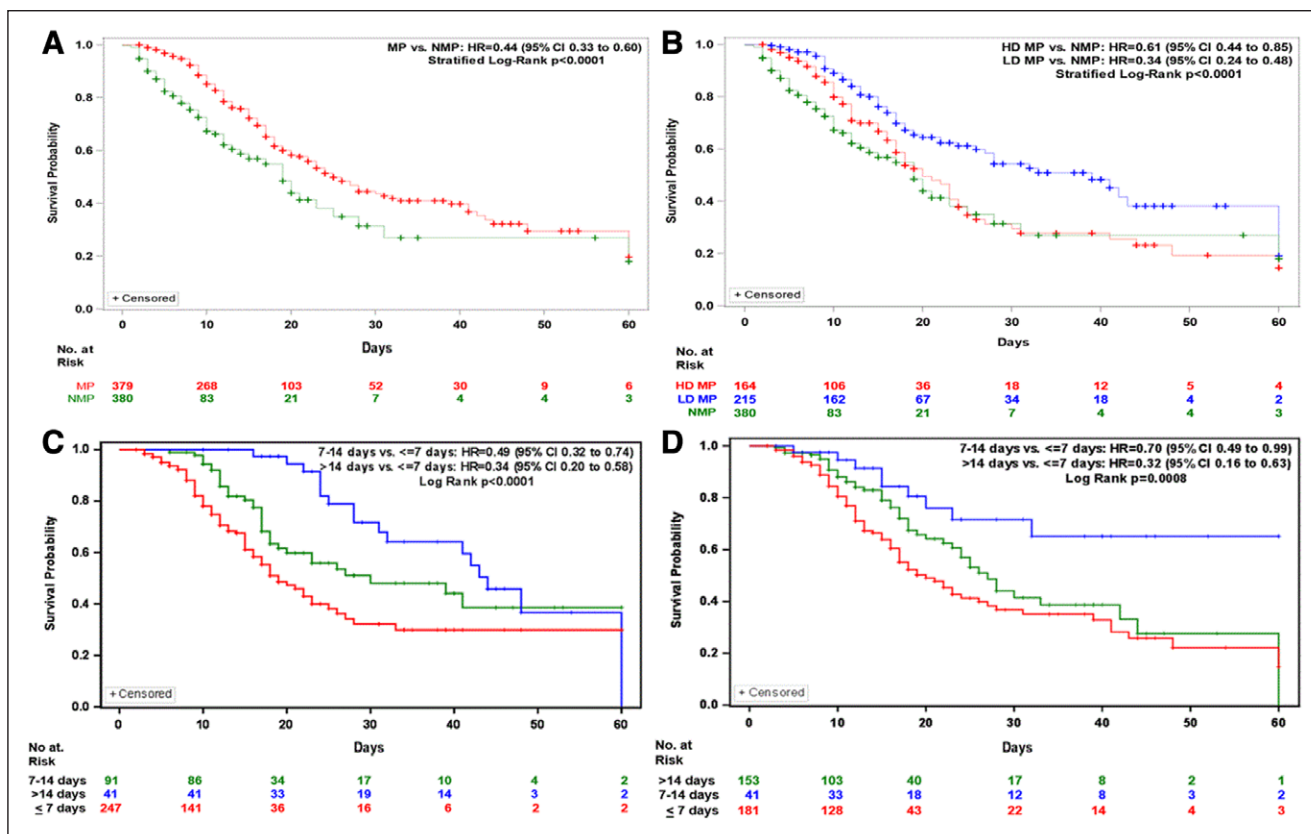 A
MP vs. NMP: HR=0.44 (95% CI 0.33 to 0.60)
Stratified Log-Rank p<0.0001
Survival Probability
1.0
0.8
0.6
0.4
0.2
0.0
+ Censored
0 10 20 30 40 50 60
Days
No. at
Risk
MP 379 268 103 52 30 9 6
NMP 380 83 21 7 4 4 3
B
HD MP vs. NMP: HR=0.61 (95% CI 0.44 to 0.85)
LD MP vs. NMP: HR=0.34 (95% CI 0.24 to 0.48)
Stratified Log-Rank p<0.0001
Survival Probability
1.0
0.8
0.6
0.4
0.2
0.0
+ Censored
0 10 20 30 40 50 60
Days
No. at
Risk
HD MP 164 106 36 18 12 5 4
LD MP 215 162 67 34 18 4 2
NMP 380 83 21 7 4 4 3
C
7-14 days vs. <=7 days: HR=0.49 (95% CI 0.32 to 0.74)
>14 days vs. <=7 days: HR=0.34 (95% CI 0.20 to 0.58)
Log Rank p<0.0001
Survival Probability
1.0
0.8
0.6
0.4
0.2
0.0
+ Censored
0 10 20 30 40 50 60
Days
No at.
Risk
7-14 days 91 86 34 17 10 4 2
>14 days 41 41 33 19 14 3 2
≤ 7 days 247 141 36 16 6 2 2
D
7-14 days vs. <=7 days: HR=0.70 (95% CI 0.49 to 0.99)
>14 days vs. <=7 days: HR=0.32 (95% CI 0.16 to 0.63)
Log Rank p=0.0008
Survival Probability
1.0
0.8
0.6
0.4
0.2
0.0
+ Censored
0 10 20 30 40 50 60
Days
No. at
Risk
>14 days 153 103 40 17 8 2 1
7-14 days 41 33 18 12 8 3 2
≤ 7 days 181 128 43 22 14 4 3